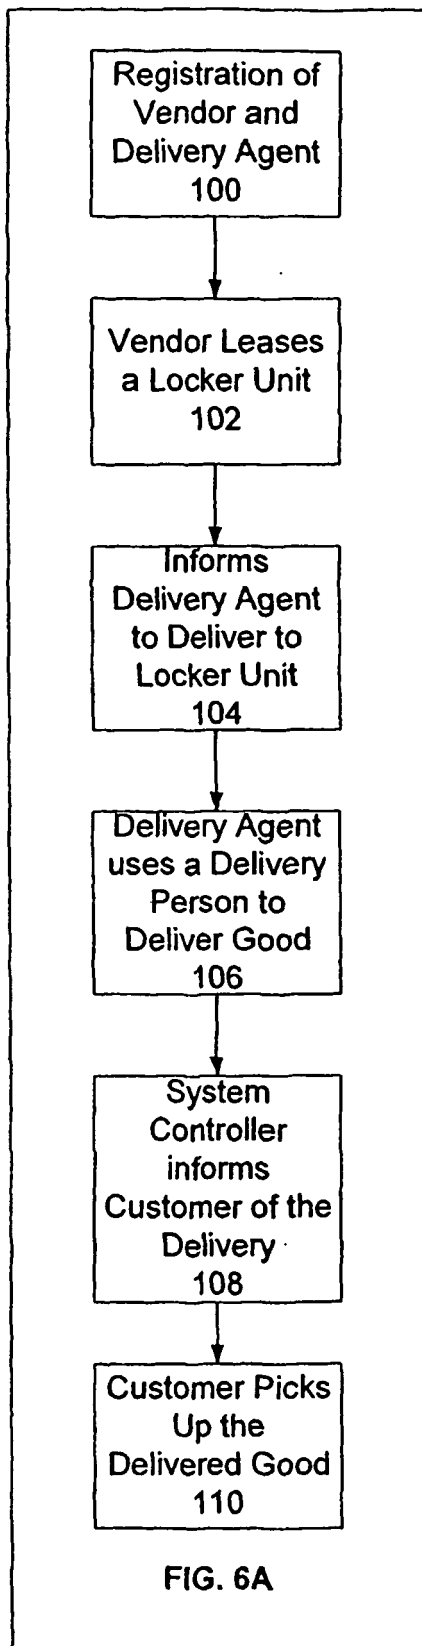 Registration of
Vendor and
Delivery Agent
100
Vendor Leases
a Locker Unit
102
Informs
Delivery Agent
to Deliver to
Locker Unit
104
Delivery Agent
uses a Delivery
Person to
Deliver Good
106
System
Controller
informs
Customer of the
Delivery
108
Customer Picks
Up the
Delivered Good
110
FIG. 6A